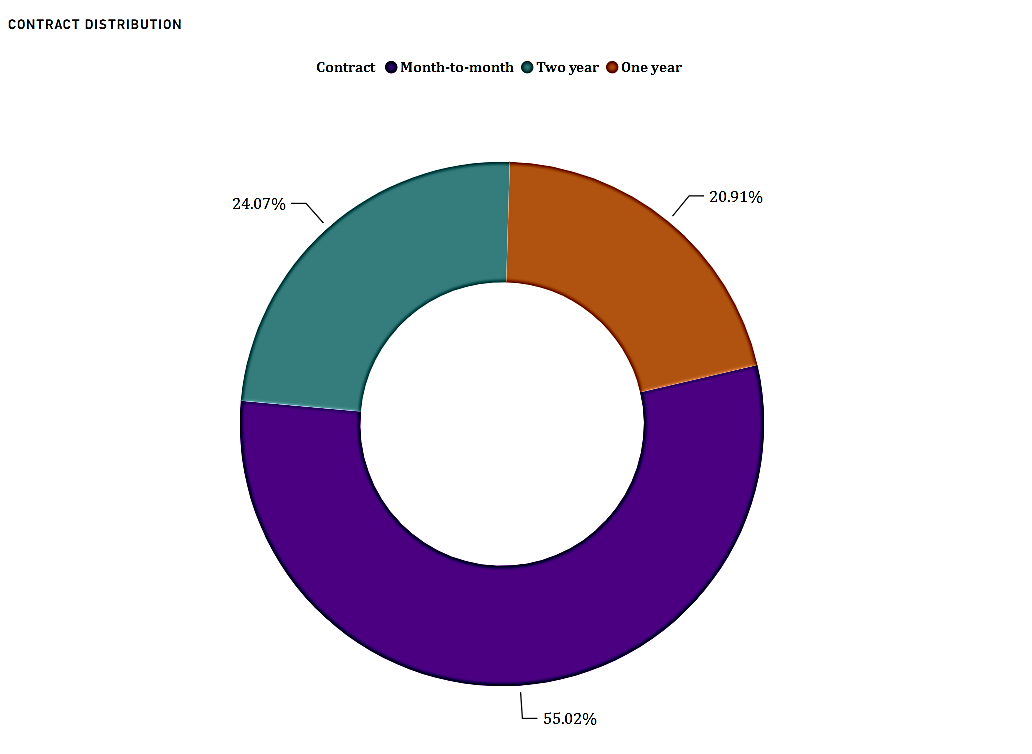 CONTRACT DISTRIBUTION
Contract Month-to-month Two year One year
24.07%
20.91%
55.02%